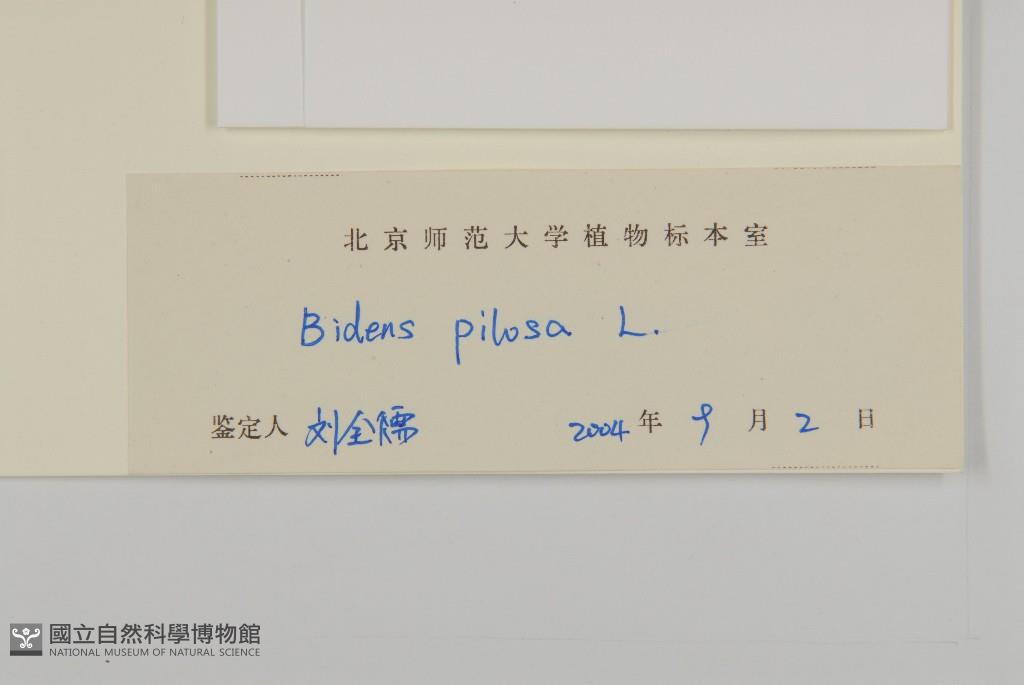 北京师范大学植物标本室
Bidens pilosa L.
鉴定人 刘全儒 2004 年 9 月 2 日
國立自然科學博物館
NATIONAL MUSEUM OF NATURAL SCIENCE